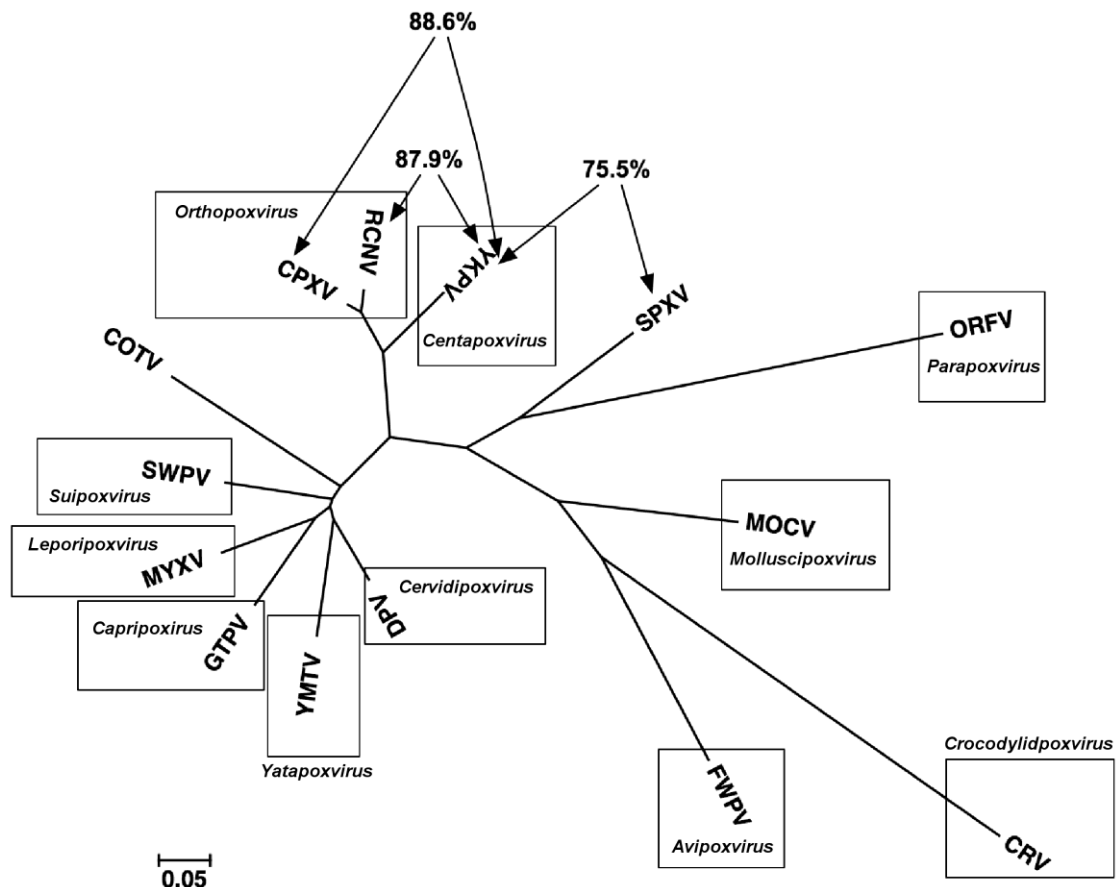 88.6%
87.9%
75.5%
Orthopoxvirus
RCNV
CPXV
YKPV
Centapoxvirus
SPXV
ORFV
Parapoxvirus
COTV
SWPV
Suipoxvirus
MOCV
Molluscipoxvirus
Leporipoxvirus
MYXV
Cervidipoxvirus
DPV
Capripoxirus
GTPV
YMTV
Yatapoxvirus
Crocodylidpoxvirus
FWPV
Avipoxvirus
CRV
0.05